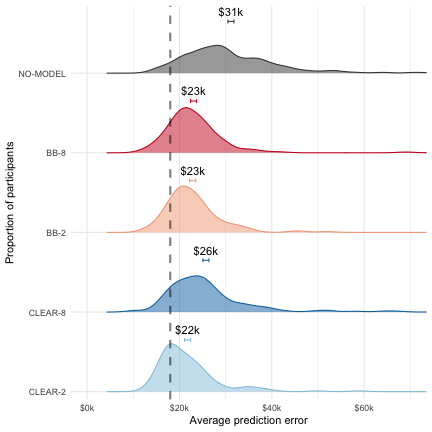 $31k
NO-MODEL
$23k
BB-8
$23k
BB-2
$26k
CLEAR-8
$22k
CLEAR-2
$0k $20k $40k $60k
Average prediction error
Proportion of participants